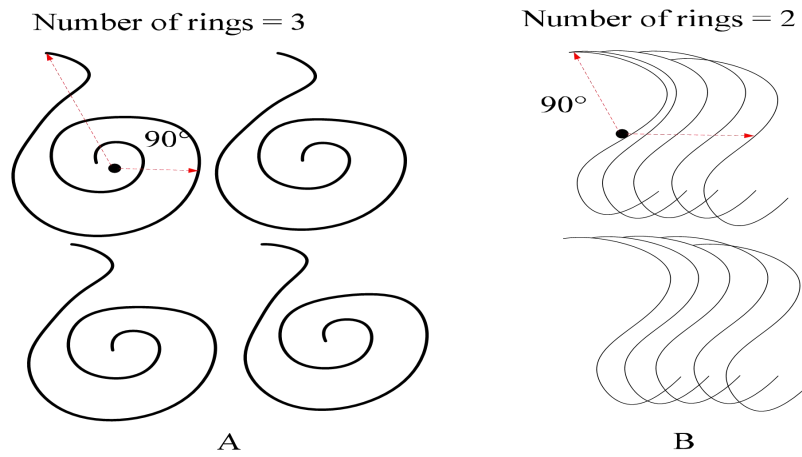 Number of rings = 3
Number of rings = 2
90°
90°
A
B